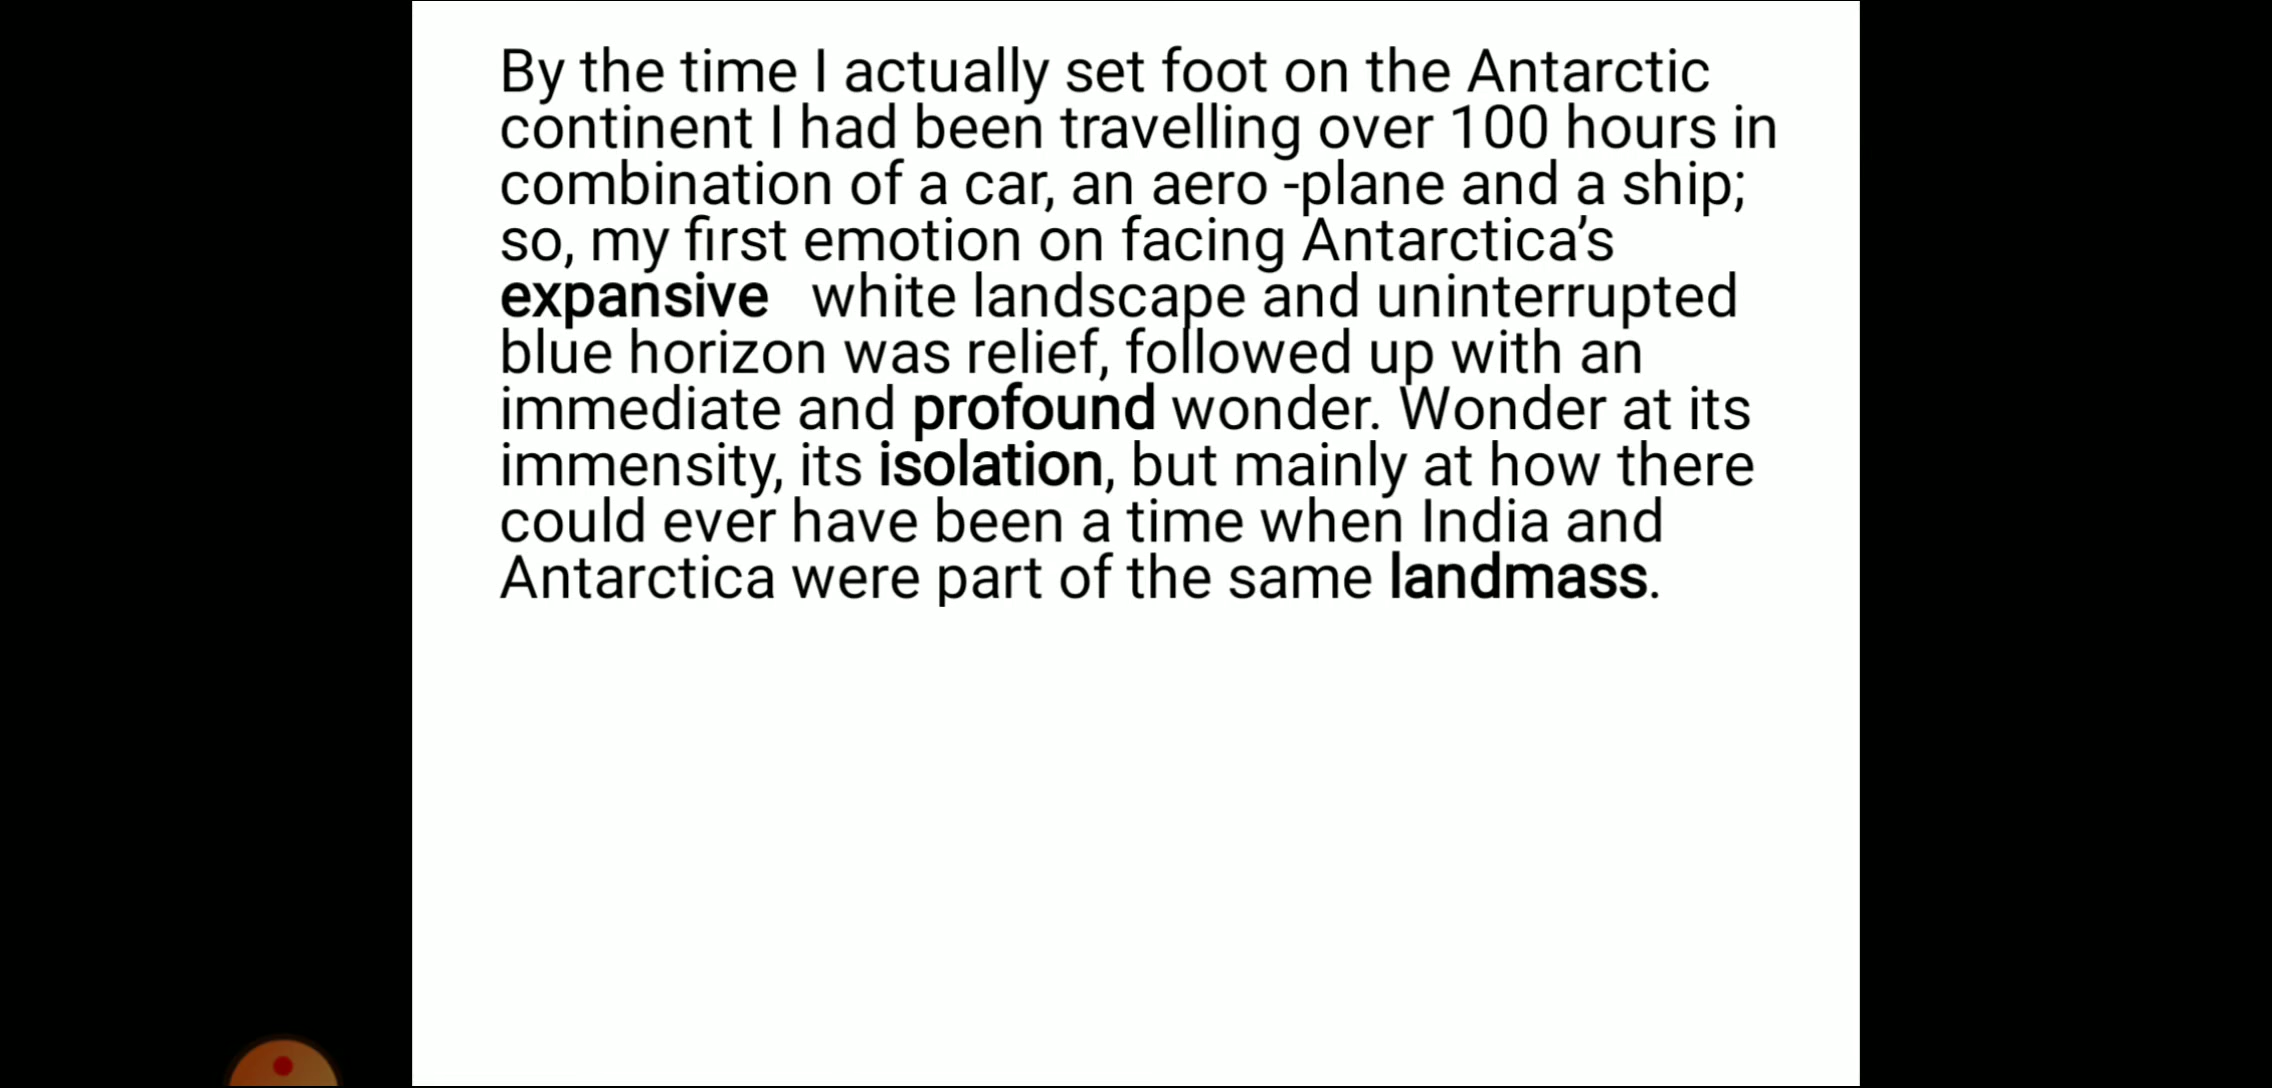 By the time I actually set foot on the Antarctic
continent I had been travelling over 100 hours in
combination of a car, an aero -plane and a ship;
so, my first emotion on facing Antarctica’s
expansive   white landscape and uninterrupted
blue horizon was relief, followed up with an
immediate and profound wonder. Wonder at its
immensity, its isolation, but mainly at how there
could ever have been a time when India and
Antarctica were part of the same landmass.